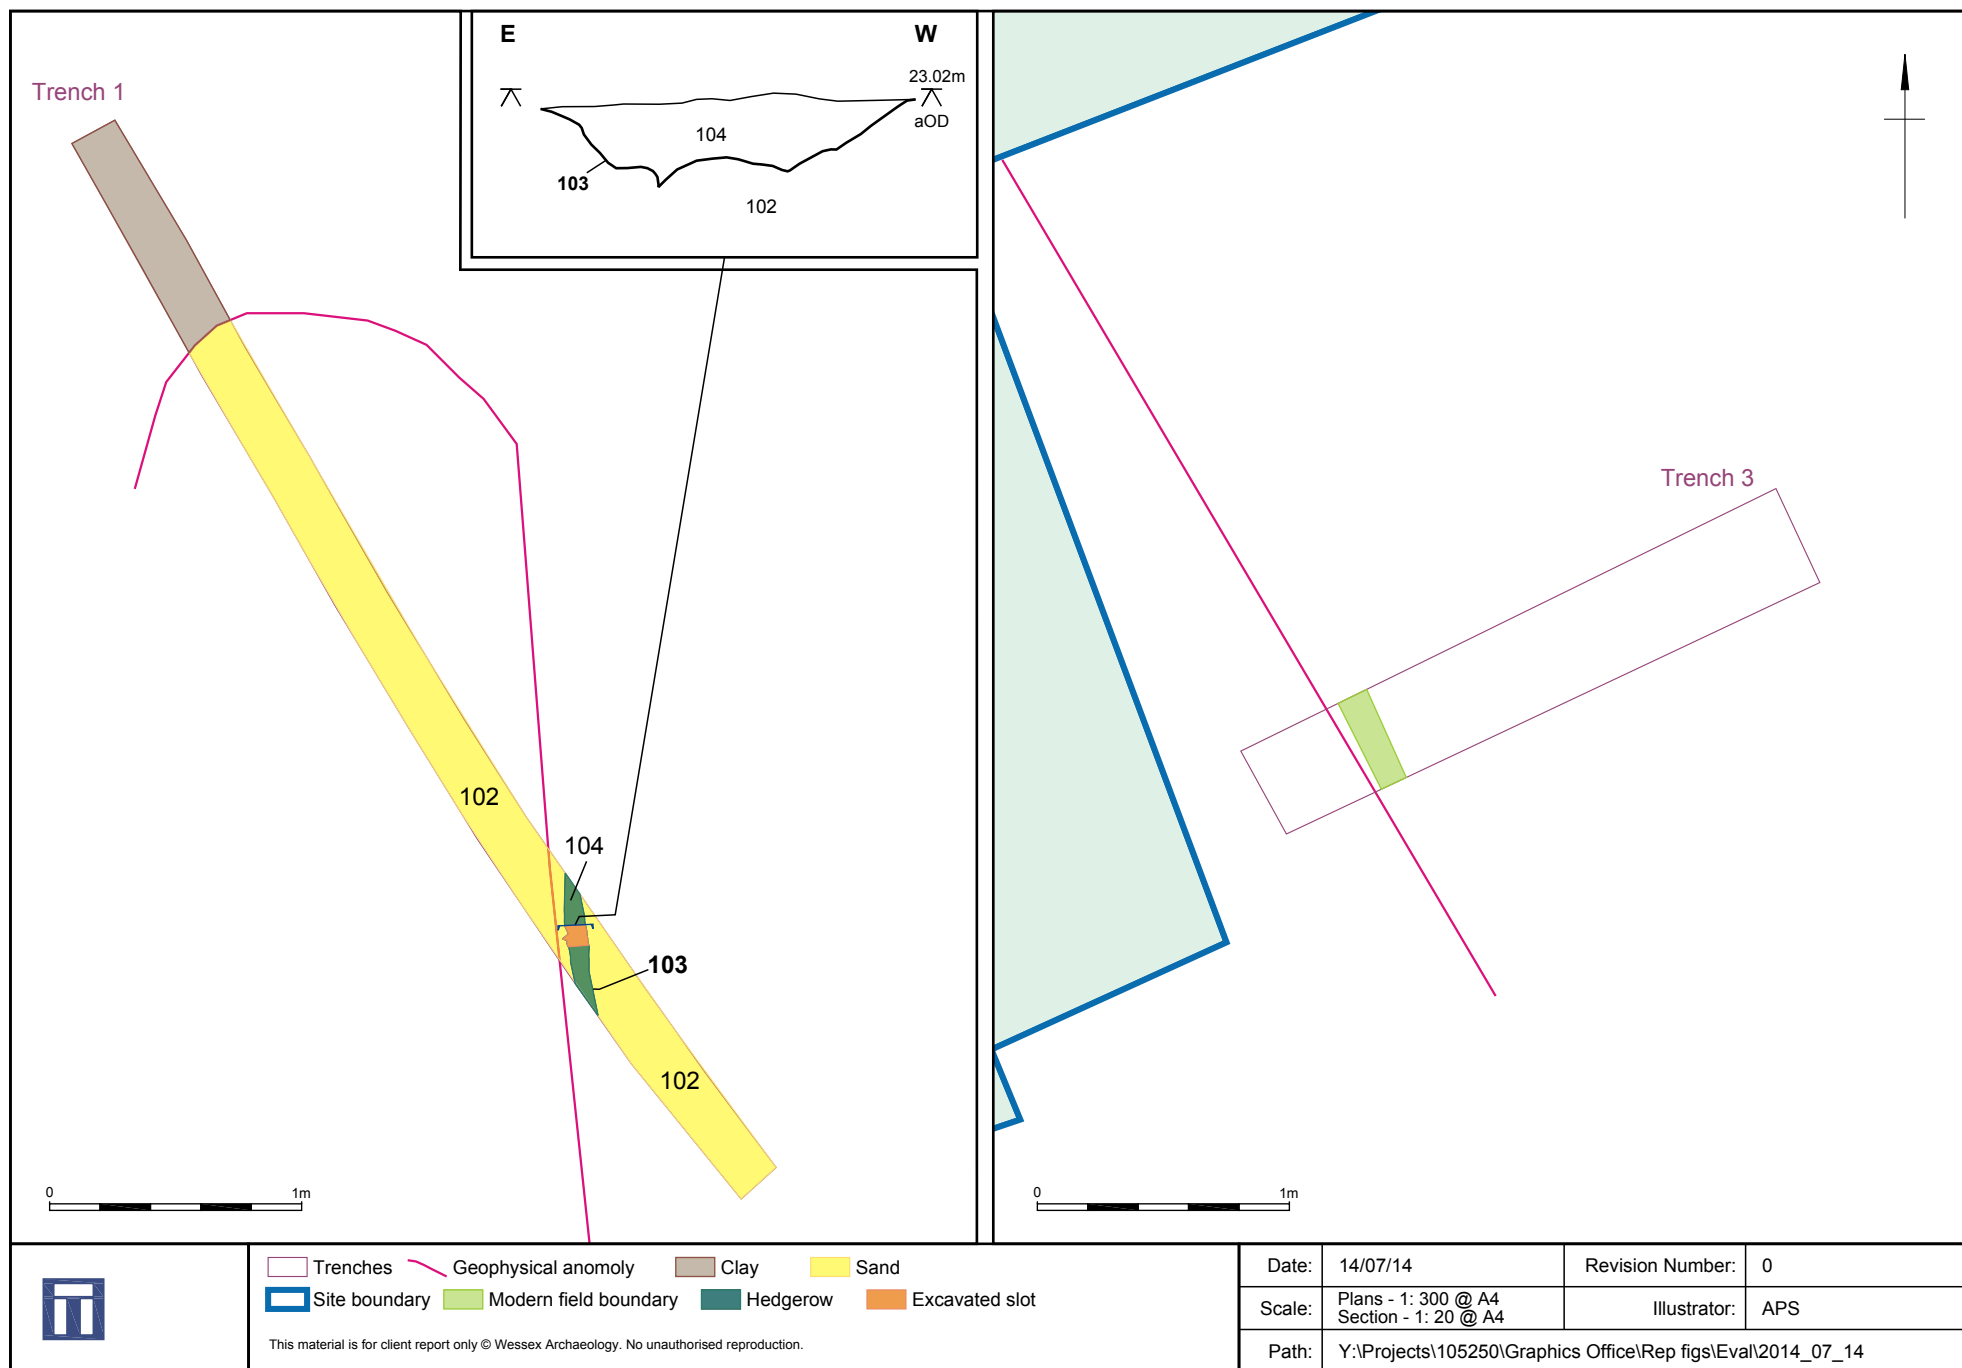 E W
23.02m
aOD
104
103
102
Trench 1
102
104
103
102
0 1m
Trench 3
0 1m
Trenches Geophysical anomoly Clay Sand
Site boundary Modern field boundary Hedgerow Excavated slot
This material is for client report only © Wessex Archaeology. No unauthorised reproduction.
Date: 14/07/14 Revision Number: 0
Scale: Plans - 1: 300 @ A4
Section - 1: 20 @ A4 Illustrator: APS
Path: Y:\Projects\105250\Graphics Office\Rep figs\Eval\2014_07_14